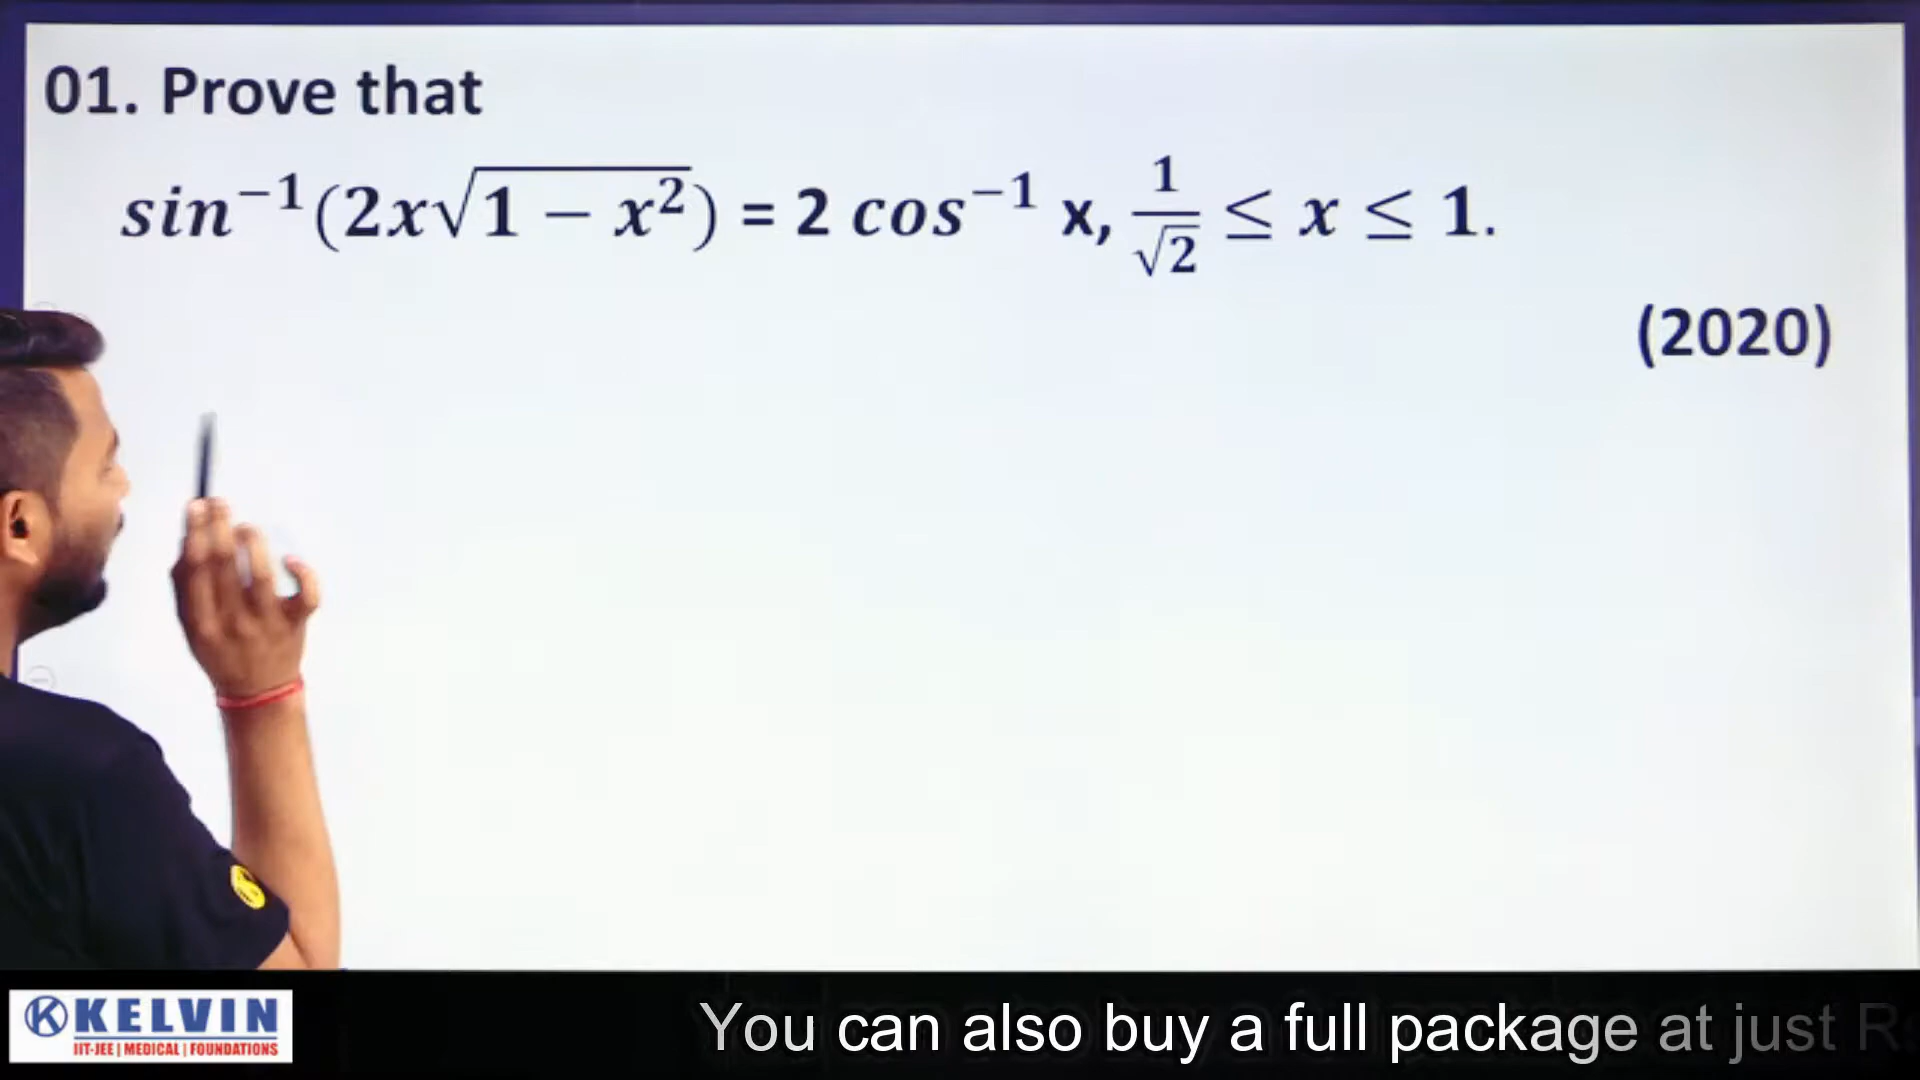 01. Prove that
sin⁻¹(2x√(1 − x²)) = 2 cos⁻¹ x, 1/√2 ≤ x ≤ 1.
(2020)
KELVIN
IIT-JEE | MEDICAL | FOUNDATIONS
You can also buy a full package at just